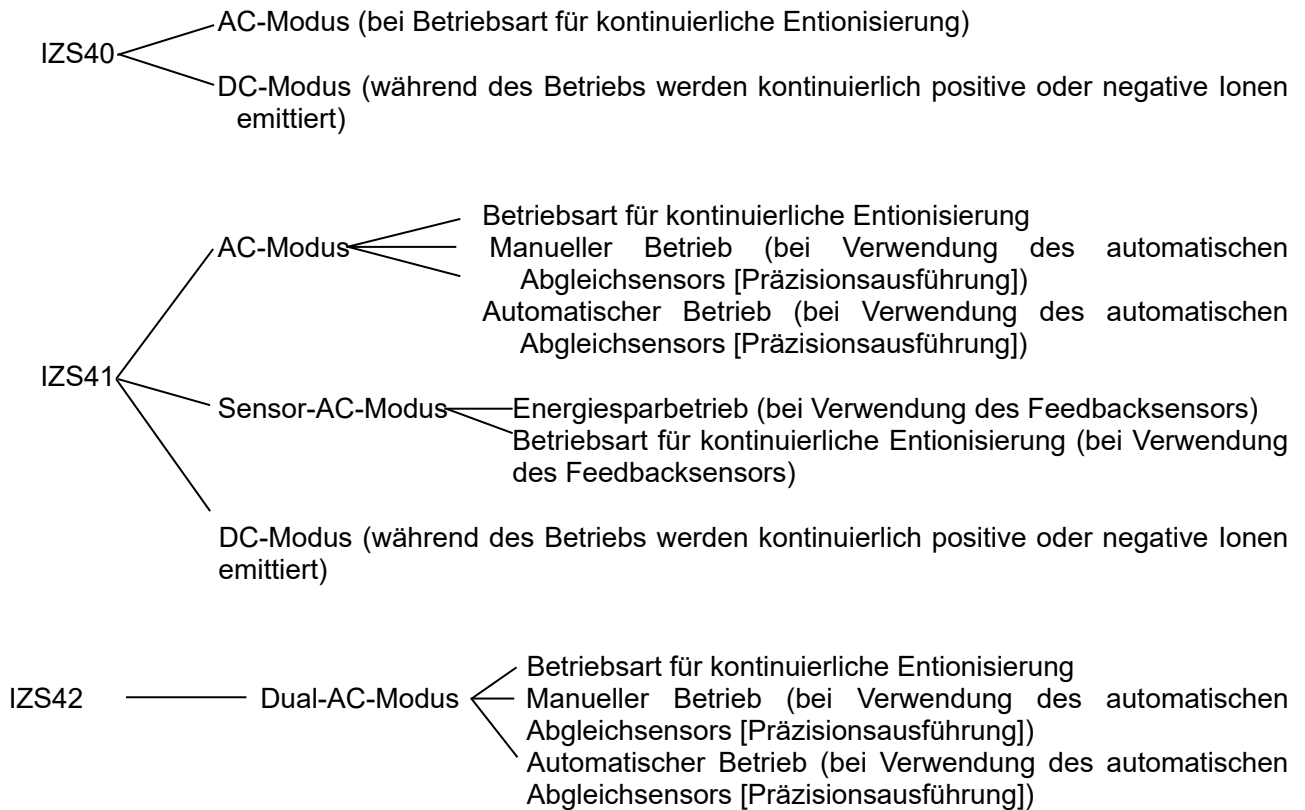 AC-Modus (bei Betriebsart für kontinuierliche Entionisierung)
IZS40
DC-Modus (während des Betriebs werden kontinuierlich positive oder negative Ionen
emittiert)
Betriebsart für kontinuierliche Entionisierung
AC-Modus
Manueller Betrieb (bei Verwendung des automatischen
Abgleichsensors [Präzisionsausführung])
Automatischer Betrieb (bei Verwendung des automatischen
Abgleichsensors [Präzisionsausführung])
IZS41
Sensor-AC-Modus
Energiesparbetrieb (bei Verwendung des Feedbacksensors)
Betriebsart für kontinuierliche Entionisierung (bei Verwendung
des Feedbacksensors)
DC-Modus (während des Betriebs werden kontinuierlich positive oder negative Ionen
emittiert)
Betriebsart für kontinuierliche Entionisierung
IZS42
Dual-AC-Modus
Manueller Betrieb (bei Verwendung des automatischen
Abgleichsensors [Präzisionsausführung])
Automatischer Betrieb (bei Verwendung des automatischen
Abgleichsensors [Präzisionsausführung])